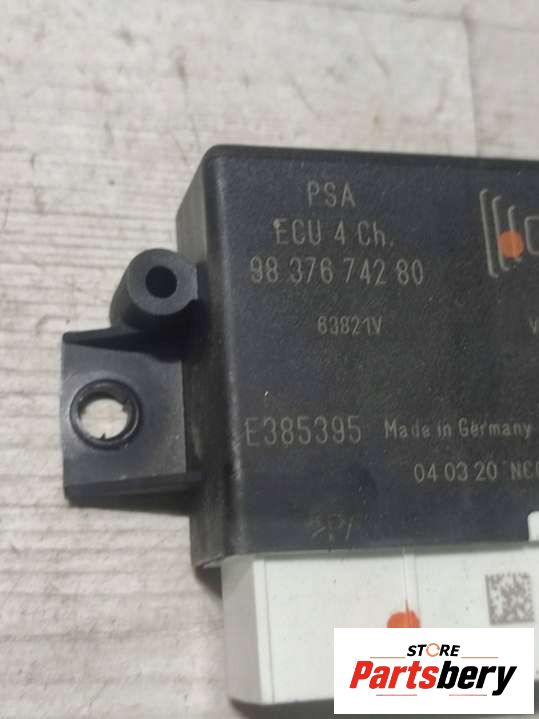 PSA
ECU 4 Ch.
98 376 742 80
63821V
E385395 Made in Germany
04 03 20
STORE
Partsbery